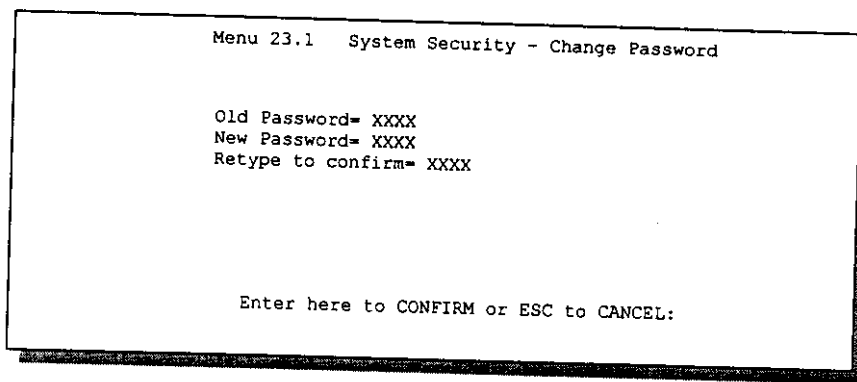 Menu 23.1   System Security - Change Password
Old Password= XXXX
New Password= XXXX
Retype to confirm= XXXX
Enter here to CONFIRM or ESC to CANCEL: